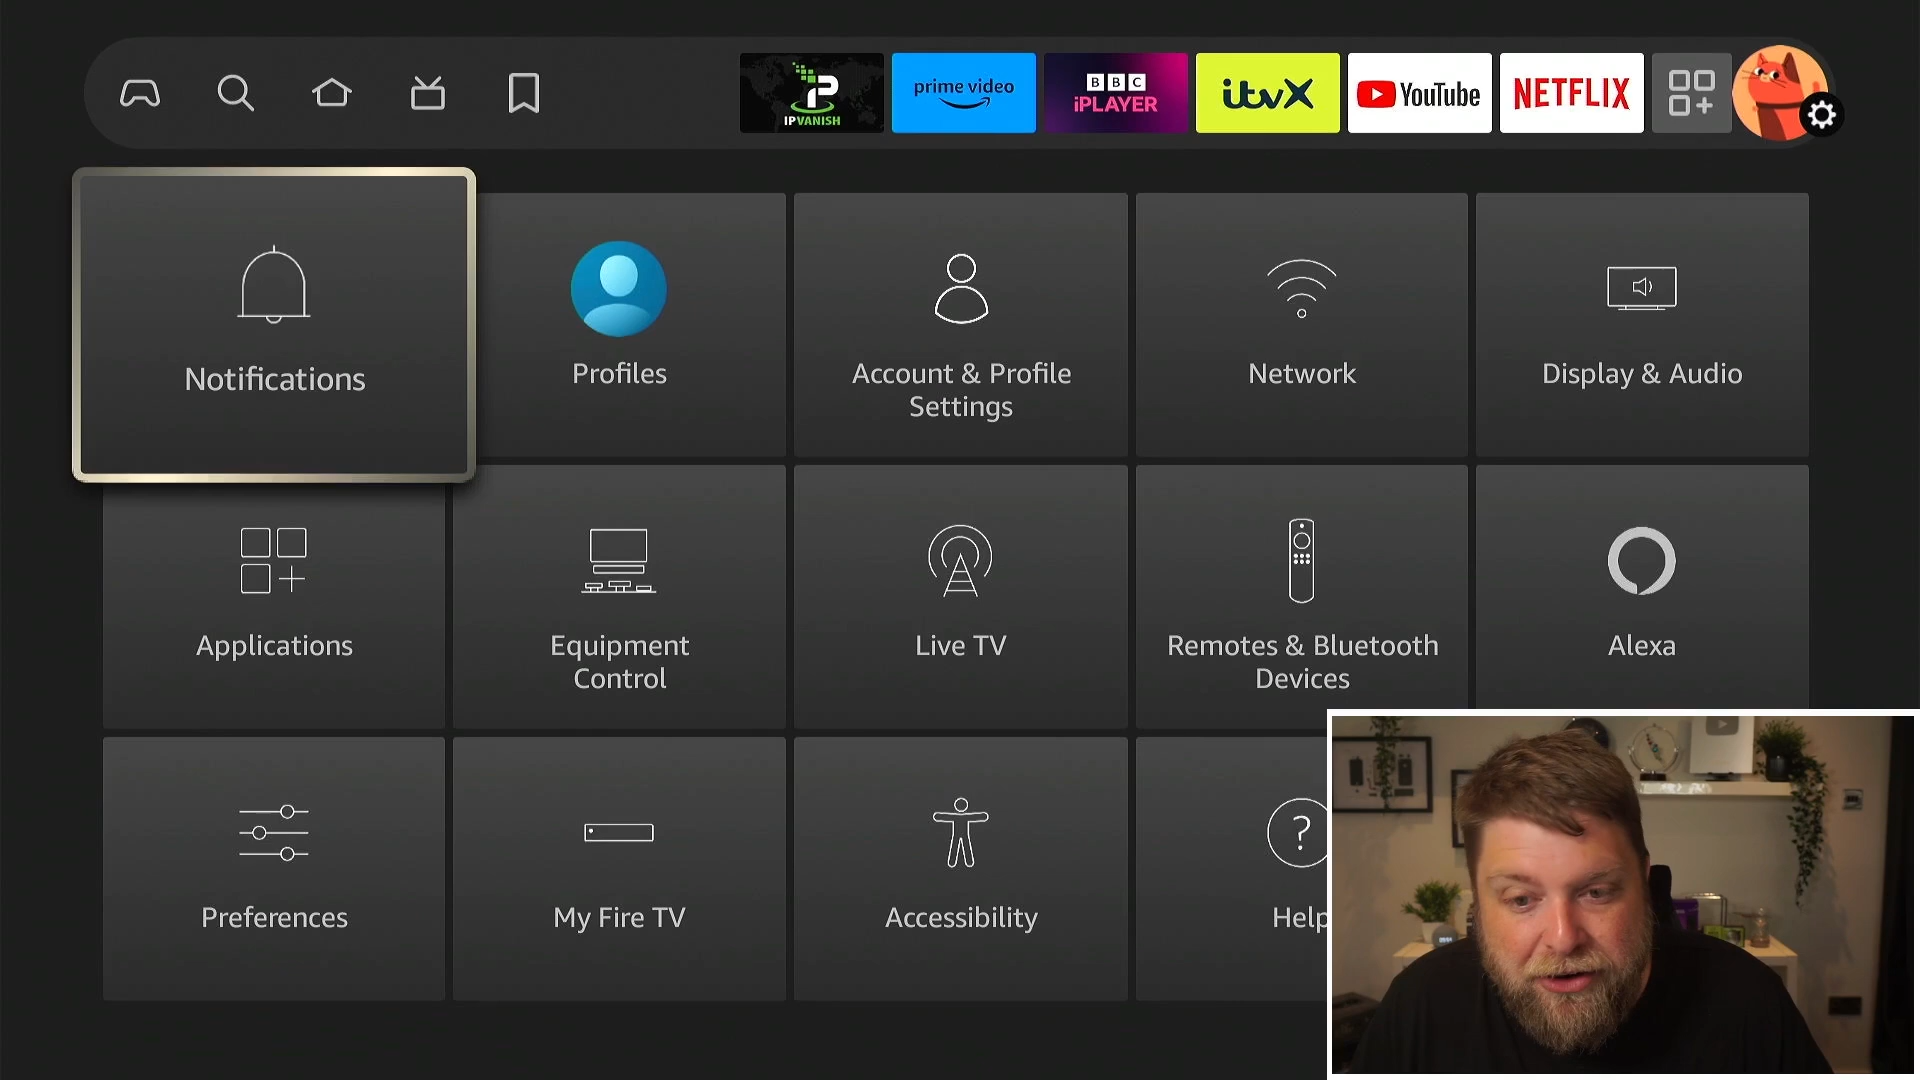 IPVANISH
prime video
BBC
iPLAYER
itvX
YouTube
NETFLIX
Notifications
Profiles
Account & Profile
Settings
Network
Display & Audio
Applications
Equipment
Control
Live TV
Remotes & Bluetooth
Devices
Alexa
Preferences
My Fire TV
Accessibility
Help